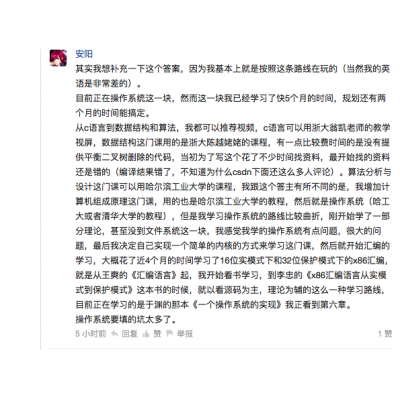 安阳
其实我想补充一下这个答案，因为我基本上就是按照这条路线在玩的（当然我的英
语是非常差的）。
目前正在操作系统这一块，然而这一块我已经学习了快5个月的时间，规划还有两
个月的时间能搞定。
从c语言到数据结构和算法，我都可以推荐视频，c语言可以用浙大翁凯老师的教学
视屏，数据结构这门课用的是浙大陈越姥姥的课程，有一点比较费时间的是没有提
供平衡二叉树删除的代码，当初为了写这个花了不少时间找资料，最开始找的资料
还是错的（编译结果错了，不知道为什么csdn下面还这么多人评论）。算法分析与
设计这门课可以用哈尔滨工业大学的课程，我跟这个答主有所不同的是，我增加计
算机组成原理这门课，用的也是哈尔滨工业大学的教程，然后就是操作系统（哈工
大或者清华大学的教程），但是我学习操作系统的路线比较曲折，刚开始学了一部
分理论，甚至没到文件系统这一块，我感觉我学的操作系统有点问题，很大的问
题，最后我决定自己实现一个简单的内核的方式来学习这门课，然后就开始汇编的
学习，大概花了近4个月的时间学习了16位实模式下和32位保护模式下的x86汇编，
就是从王爽的《汇编语言》起，我开始看书学习，到李忠的《x86汇编语言从实模
式到保护模式》这本书的时候，就以看源码为主，理论为辅的这么一种学习路线，
目前正在学习的是于渊的那本《一个操作系统的实现》我正看到第六章。
操作系统要填的坑太多了。
5 小时前 回复 赞 举报 1 赞